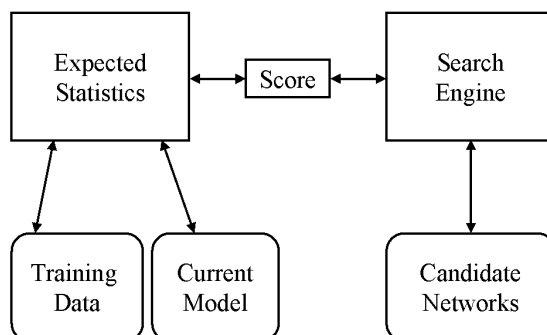 Expected
Statistics
Score
Search
Engine
Training
Data
Current
Model
Candidate
Networks